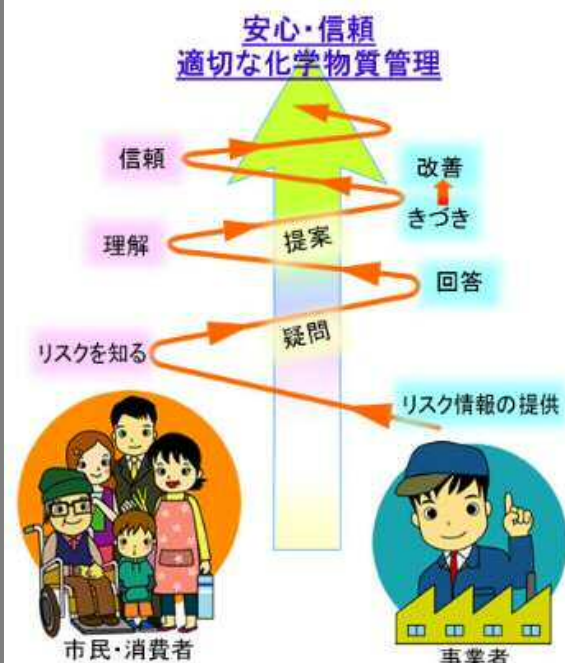 安心・信頼
適切な化学物質管理
信頼
改善
きづき
提案
理解
回答
疑問
リスクを知る
リスク情報の提供
市民・消費者
事業者